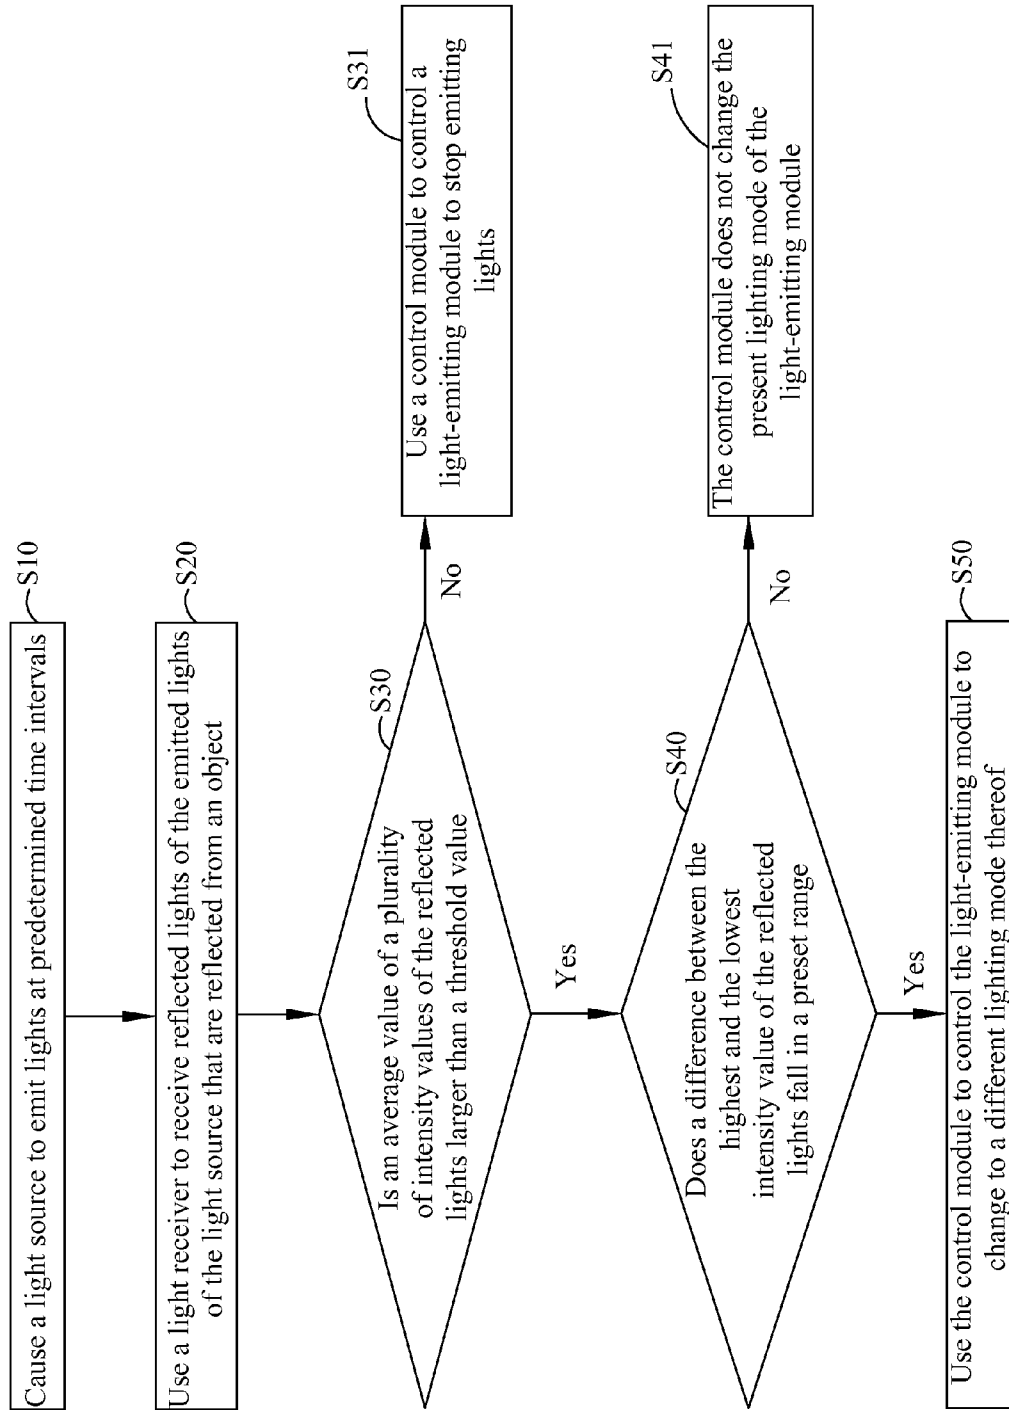 Cause a light source to emit lights at predetermined time intervals
S10
Use a light receiver to receive reflected lights of the emitted lights
of the light source that are reflected from an object
S20
Is an average value of a plurality
of intensity values of the reflected
lights larger than a threshold value
S30
No
Use a control module to control a
light-emitting module to stop emitting
lights
S31
Yes
Does a difference between the
highest and the lowest
intensity value of the reflected
lights fall in a preset range
S40
No
The control module does not change the
present lighting mode of the
light-emitting module
S41
Yes
Use the control module to control the light-emitting module to
change to a different lighting mode thereof
S50